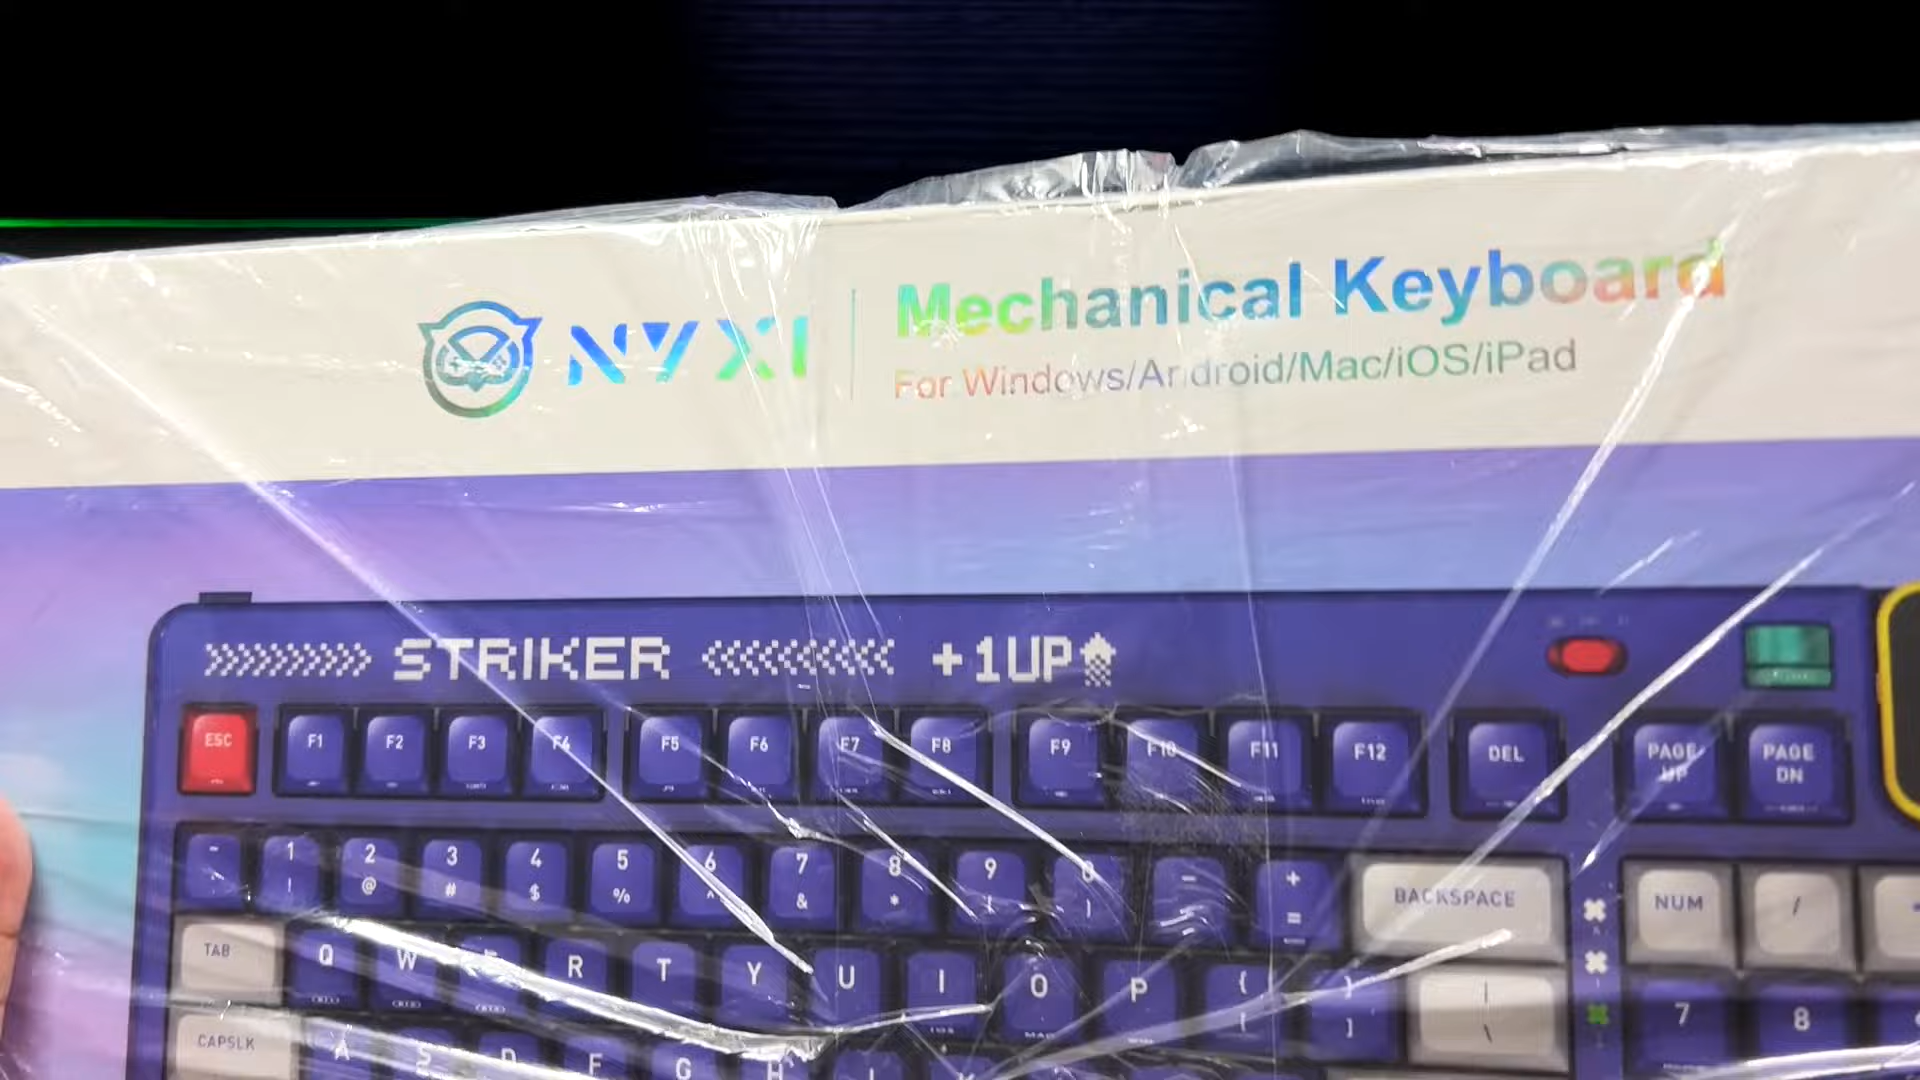 NYXI
Mechanical Keyboard
For Windows/Android/Mac/iOS/iPad
STRIKER +1UP
ESC F1 F2 F3 F4 F5 F6 F7 F8 F9 F10 F11 F12 DEL PAGE UP PAGE DN
1 ! 2 @ 3 # 4 $ 5 % 6 ^ 7 & 8 * 9 0 ) - + = BACKSPACE NUM /
TAB Q W R T Y U I O P { [ } ] | \ 7 8
CAPSLK A S D F G H